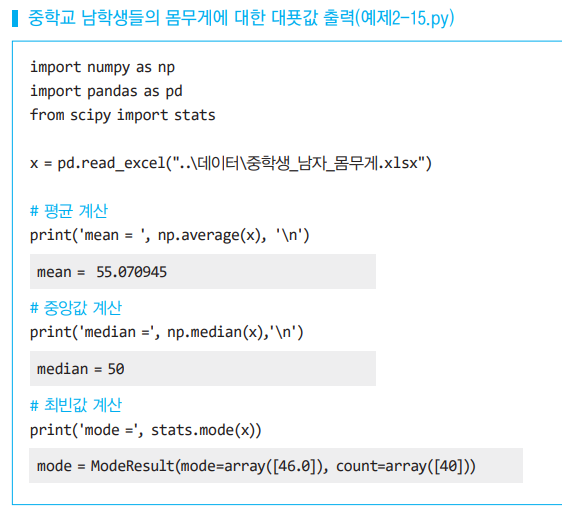 중학교 남학생들의 몸무게에 대한 대푯값 출력(예제2-15.py)
import numpy as np
import pandas as pd
from scipy import stats
x = pd.read_excel("..\데이터\중학생_남자_몸무게.xlsx")
# 평균 계산
print('mean = ', np.average(x), '\n')
mean = 55.070945
# 중앙값 계산
print('median =', np.median(x),'\n')
median = 50
# 최빈값 계산
print('mode =', stats.mode(x))
mode = ModeResult(mode=array([46.0]), count=array([40]))